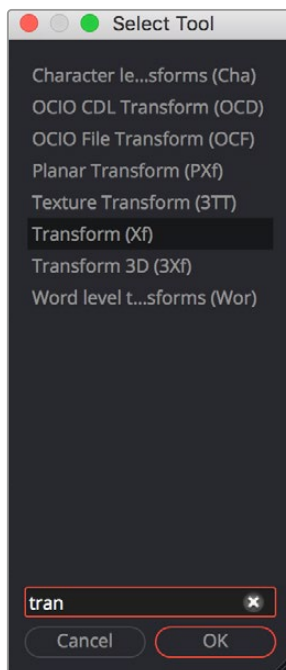 Select Tool
Character le...sforms (Cha)
OCIO CDL Transform (OCD)
OCIO File Transform (OCF)
Planar Transform (PXf)
Texture Transform (3TT)
Transform (Xf)
Transform 3D (3Xf)
Word level t...sforms (Wor)
tran
Cancel OK